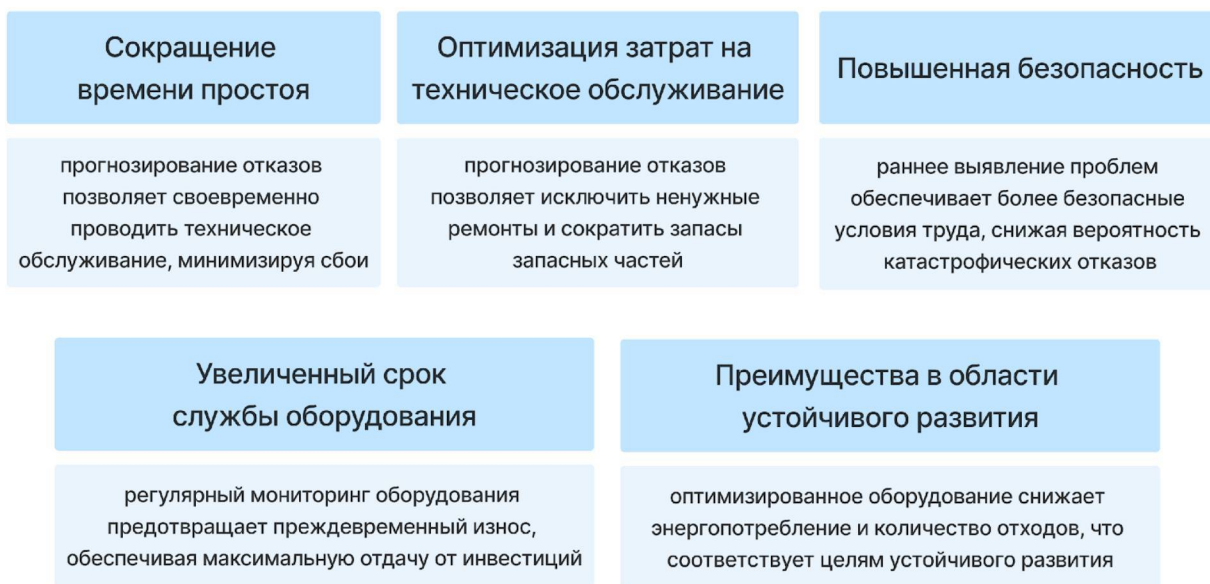 Сокращение
времени простоя
прогнозирование отказов
позволяет своевременно
проводить техническое
обслуживание, минимизируя сбои
Оптимизация затрат на
техническое обслуживание
прогнозирование отказов
позволяет исключить ненужные
ремонты и сократить запасы
запасных частей
Повышенная безопасность
раннее выявление проблем
обеспечивает более безопасные
условия труда, снижая вероятность
катастрофических отказов
Увеличенный срок
службы оборудования
регулярный мониторинг оборудования
предотвращает преждевременный износ,
обеспечивая максимальную отдачу от инвестиций
Преимущества в области
устойчивого развития
оптимизированное оборудование снижает
энергопотребление и количество отходов, что
соответствует целям устойчивого развития